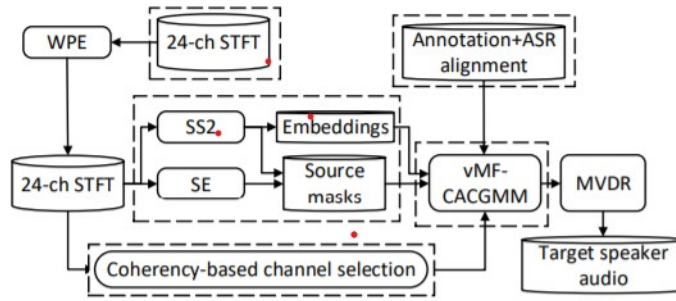 WPE
24-ch STFT
Annotation+ASR
alignment
SS2
Embeddings
24-ch STFT
SE
Source
masks
vMF-
CACGMM
MVDR
Coherency-based channel selection
Target speaker
audio